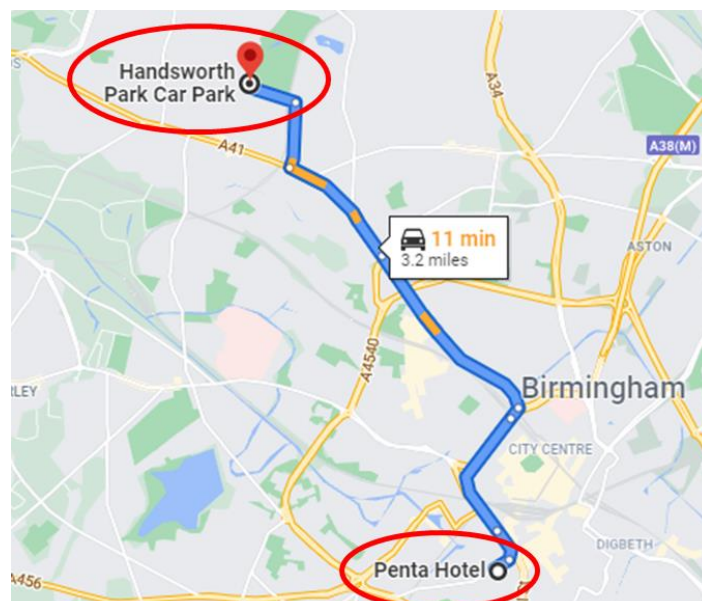 Handsworth
Park Car Park
A34
A41
A38(M)
11 min
3.2 miles
ASTON
A4540
Birmingham
LEY
CITY CENTRE
DIGBETH
Penta Hotel
A456